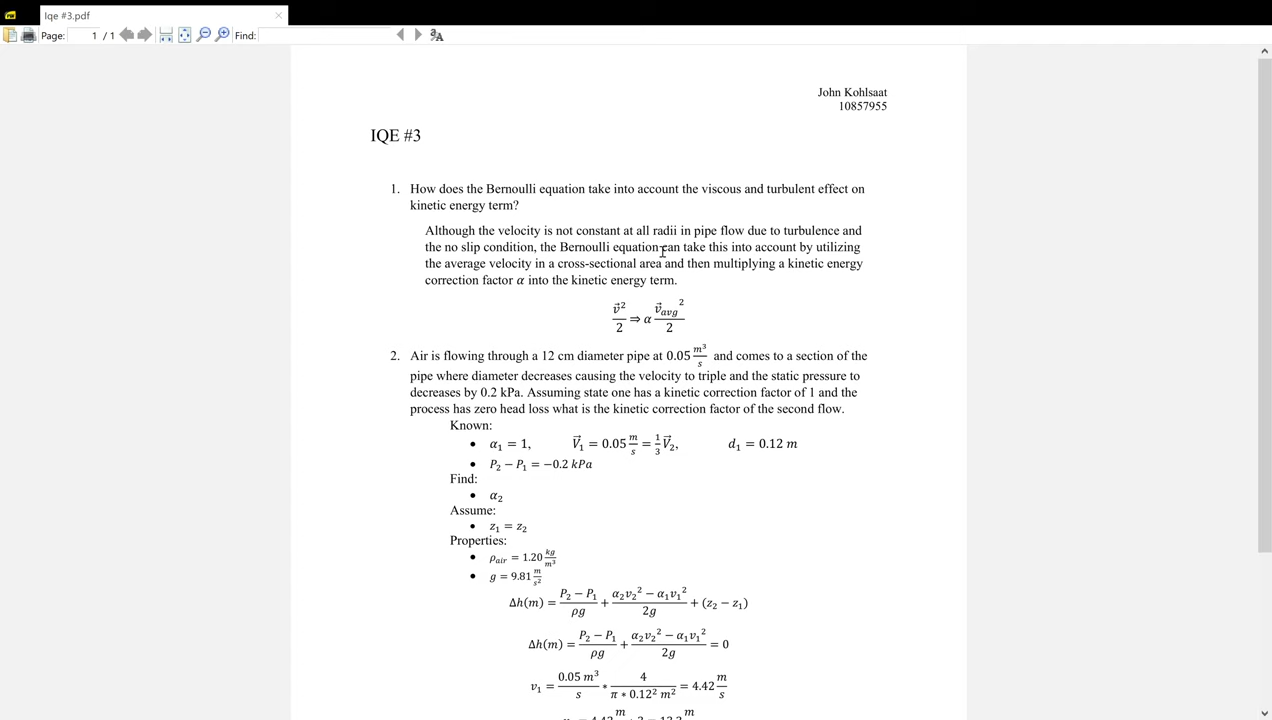 Iqe #3.pdf
Page: 1 / 1 Find:
John Kohlsaat
10857955
IQE #3
1. How does the Bernoulli equation take into account the viscous and turbulent effect on
kinetic energy term?
Although the velocity is not constant at all radii in pipe flow due to turbulence and
the no slip condition, the Bernoulli equation can take this into account by utilizing
the average velocity in a cross-sectional area and then multiplying a kinetic energy
correction factor α into the kinetic energy term.
v⃗²/2 ⇒ α v⃗avg²/2
2. Air is flowing through a 12 cm diameter pipe at 0.05 m³/s and comes to a section of the
pipe where diameter decreases causing the velocity to triple and the static pressure to
decreases by 0.2 kPa. Assuming state one has a kinetic correction factor of 1 and the
process has zero head loss what is the kinetic correction factor of the second flow.
Known:
• α₁ = 1, V⃗₁ = 0.05 m/s = 1/3 V⃗₂, d₁ = 0.12 m
• P₂ − P₁ = −0.2 kPa
Find:
• α₂
Assume:
• z₁ = z₂
Properties:
• ρair = 1.20 kg/m³
• g = 9.81 m/s²
Δh(m) = (P₂ − P₁)/ρg + (α₂v₂² − α₁v₁²)/2g + (z₂ − z₁)
Δh(m) = (P₂ − P₁)/ρg + (α₂v₂² − α₁v₁²)/2g = 0
v₁ = 0.05 m³/s * 4/(π * 0.12² m²) = 4.42 m/s